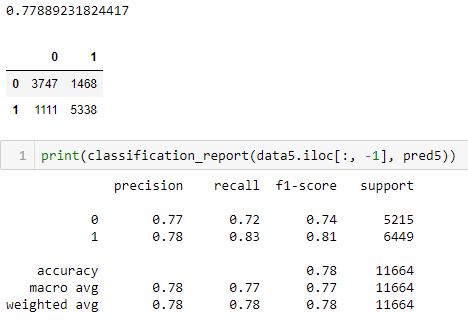 0.77889231824417
0 1
0 3747 1468
1 1111 5338
1 print(classification_report(data5.iloc[:, -1], pred5))
precision recall f1-score support
0 0.77 0.72 0.74 5215
1 0.78 0.83 0.81 6449
accuracy 0.78 11664
macro avg 0.78 0.77 0.77 11664
weighted avg 0.78 0.78 0.78 11664